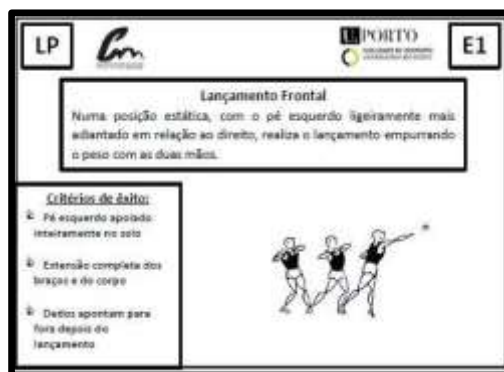 LP
PORTO
E1
Lançamento Frontal
Numa posição estática, com o pé esquerdo ligeiramente mais
adiantado em relação ao direito, realiza o lançamento empurrando
o peso com as duas mãos.
Critérios de êxito:
Pé esquerdo apoiado
inteiramente no solo
Extensão completa dos
braços e do corpo
Dedos apontam para
fora depois do
lançamento